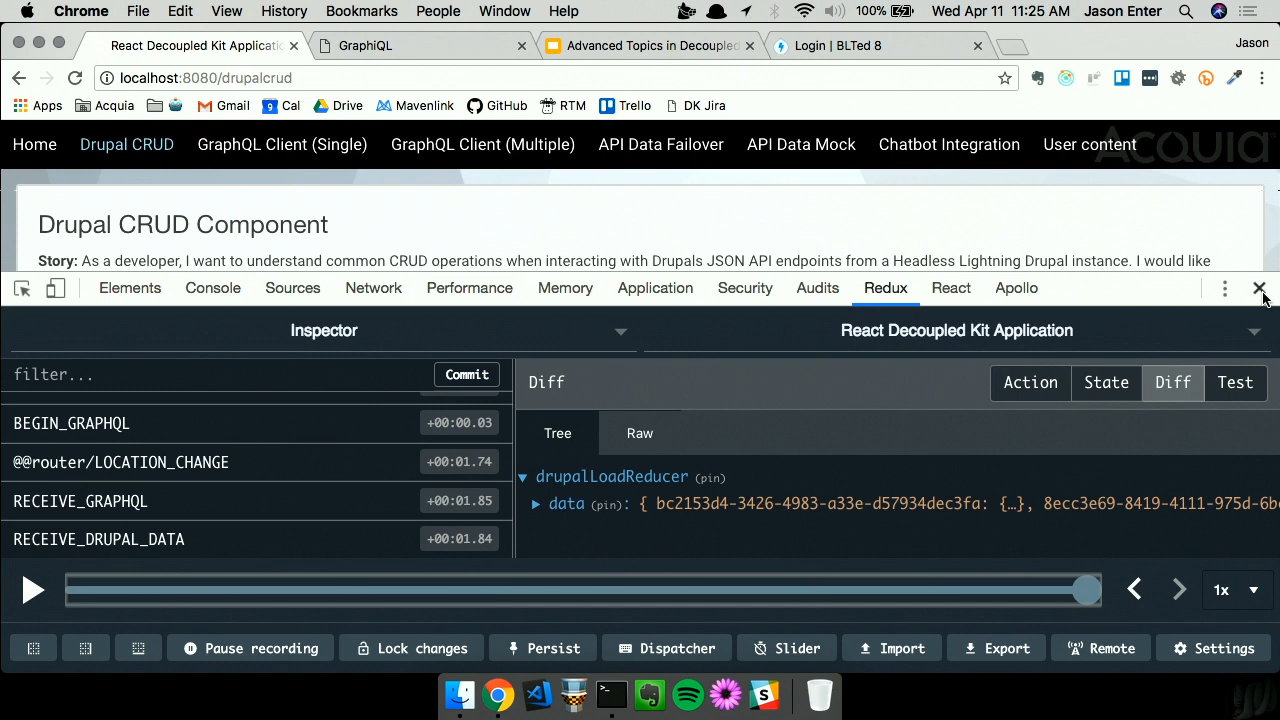 Chrome File Edit View History Bookmarks People Window Help 100% Wed Apr 11 11:25 AM Jason Enter
React Decoupled Kit Applicatio GraphiQL Advanced Topics in Decoupled Login | BLTed 8 Jason
localhost:8080/drupalcrud
Apps Acquia Gmail 9 Cal Drive Mavenlink GitHub RTM Trello DK Jira
Home Drupal CRUD GraphQL Client (Single) GraphQL Client (Multiple) API Data Failover API Data Mock Chatbot Integration User content
Acquia
Drupal CRUD Component
Story: As a developer, I want to understand common CRUD operations when interacting with Drupals JSON API endpoints from a Headless Lightning Drupal instance. I would like
Elements Console Sources Network Performance Memory Application Security Audits Redux React Apollo
Inspector React Decoupled Kit Application
filter... Commit Diff Action State Diff Test
BEGIN_GRAPHQL +00:00.03 Tree Raw
@@router/LOCATION_CHANGE +00:01.74 drupalLoadReducer (pin)
RECEIVE_GRAPHQL +00:01.85 data (pin): { bc2153d4-3426-4983-a33e-d57934dec3fa: {…}, 8ecc3e69-8419-4111-975d-6b
RECEIVE_DRUPAL_DATA +00:01.84
1x
Pause recording Lock changes Persist Dispatcher Slider Import Export Remote Settings